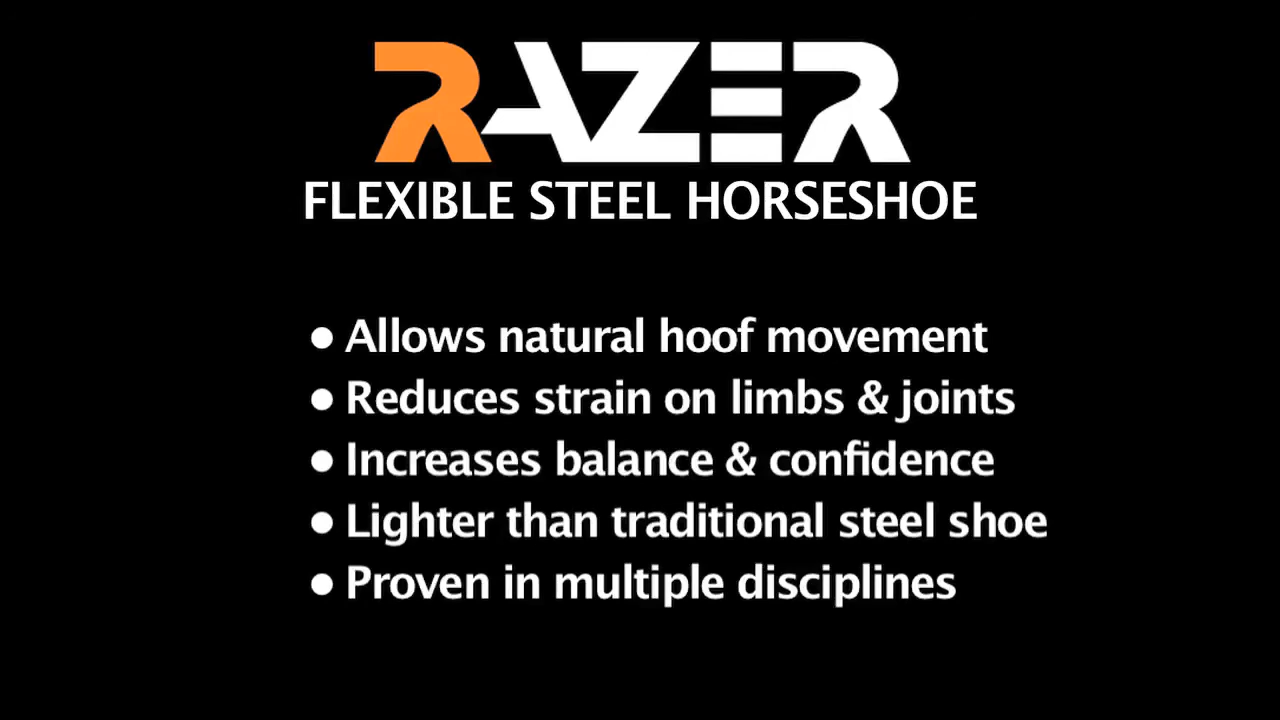 RAZER
FLEXIBLE STEEL HORSESHOE
• Allows natural hoof movement
• Reduces strain on limbs & joints
• Increases balance & confidence
• Lighter than traditional steel shoe
• Proven in multiple disciplines